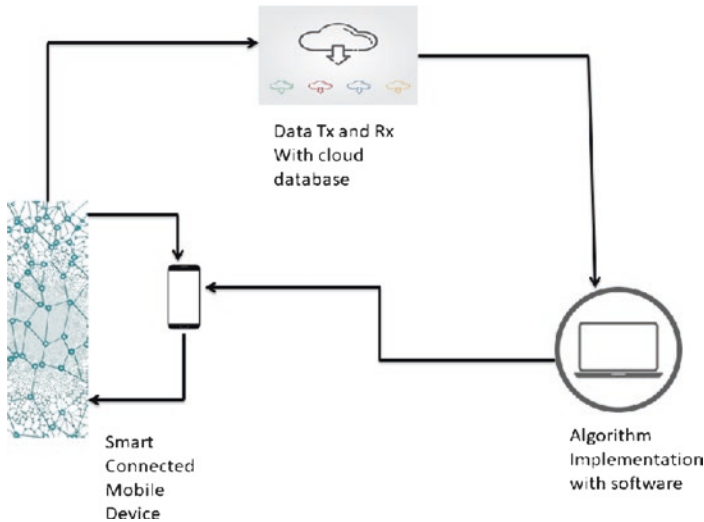 Data Tx and Rx
With cloud
database
Smart
Connected
Mobile
Device
Algorithm
Implementation
with software